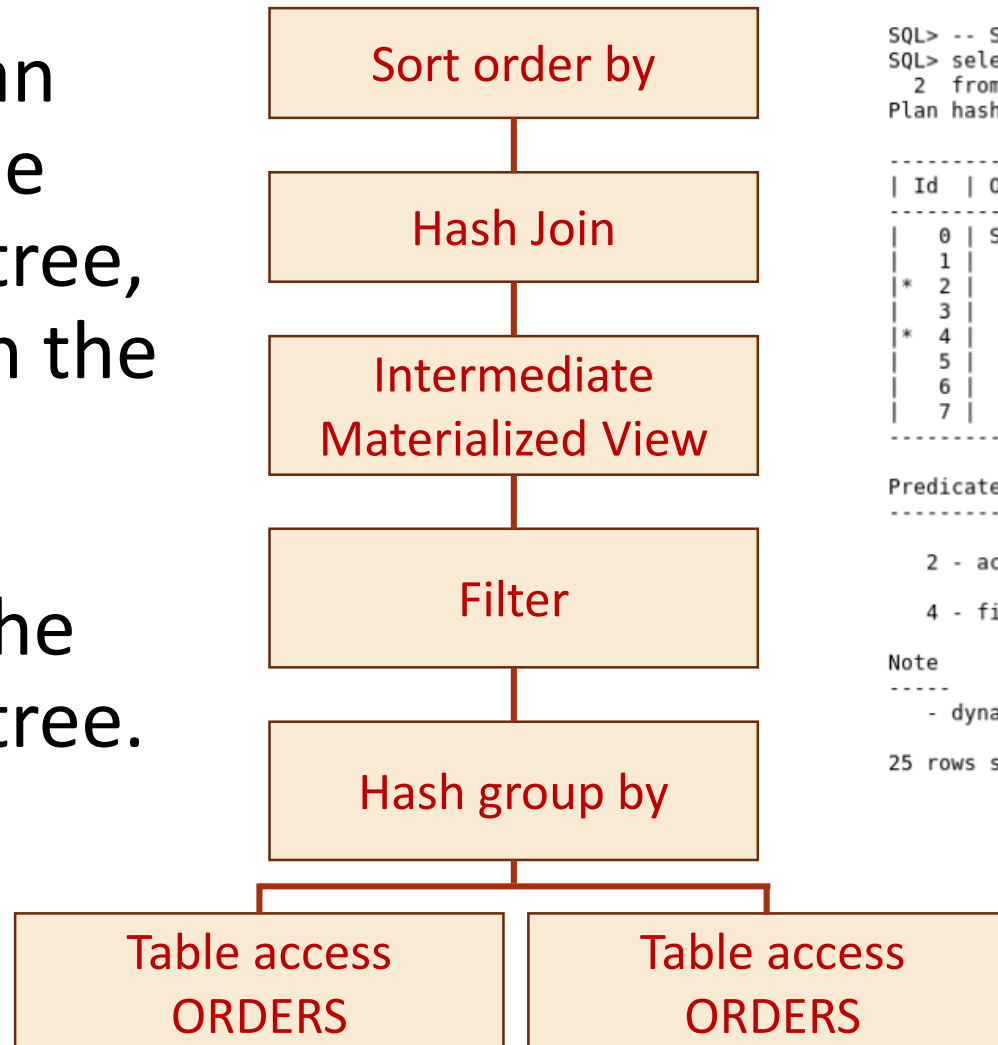 an
e
tree,
n the
he
tree.
Sort order by
Hash Join
Intermediate
Materialized View
Filter
Hash group by
Table access
ORDERS
Table access
ORDERS
SQL> -- S
SQL> sele
2 from
Plan hash
----------
| Id | O
----------
| 0 | S
| 1 |
|* 2 |
| 3 |
|* 4 |
| 5 |
| 6 |
| 7 |
----------
Predicate
----------
2 - ac
4 - fi
Note
-----
- dyna
25 rows s